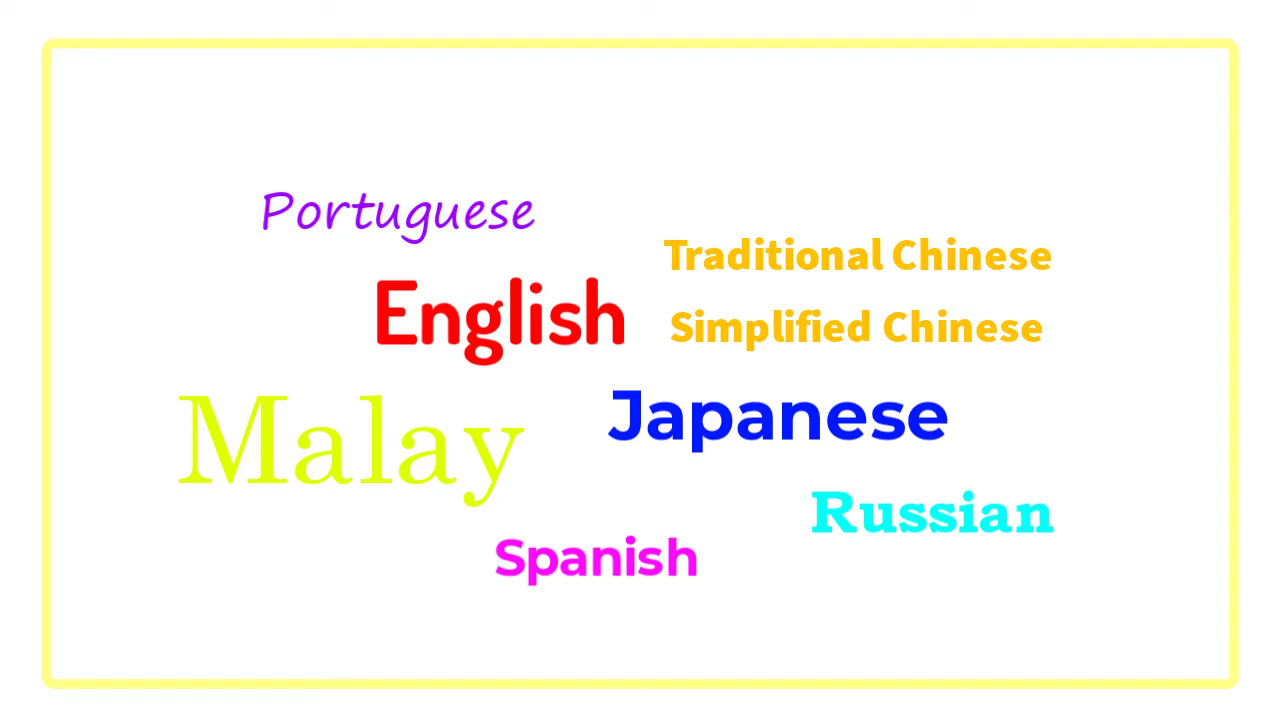 Portuguese
Traditional Chinese
English
Simplified Chinese
Malay
Japanese
Russian
Spanish